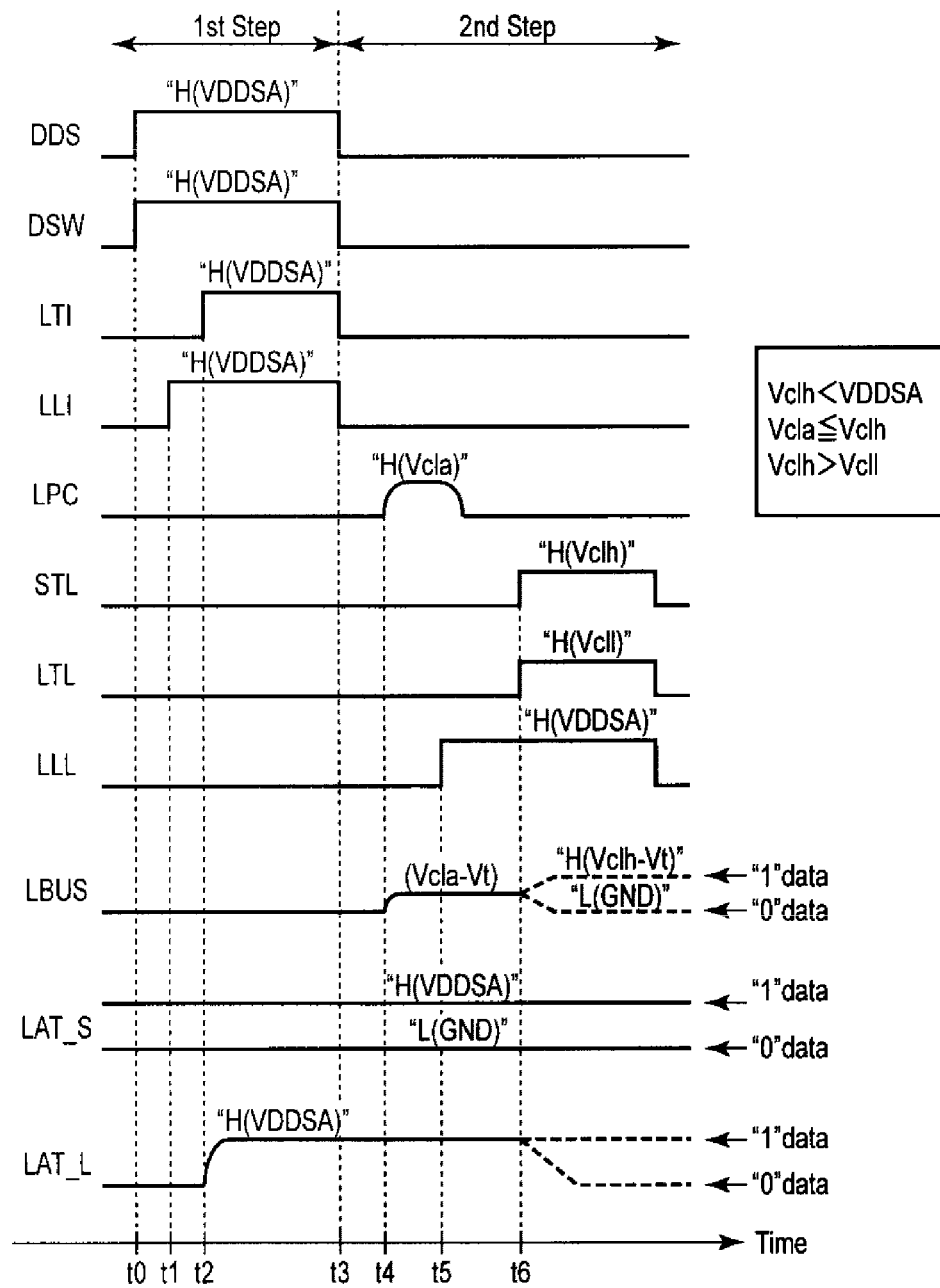 1st Step 2nd Step
"H(VDDSA)"
DDS
"H(VDDSA)"
DSW
"H(VDDSA)"
LTI
"H(VDDSA)"
LLI
Vclh<VDDSA
Vcla≦Vclh
Vclh>Vcll
"H(Vcla)"
LPC
"H(Vclh)"
STL
"H(Vcll)"
LTL
"H(VDDSA)"
LLL
LBUS (Vcla-Vt) "H(Vclh-Vt)" "1"data
"L(GND)" "0"data
"H(VDDSA)" "1"data
LAT_S "L(GND)" "0"data
"H(VDDSA)" "1"data
LAT_L "0"data
Time
t0 t1 t2 t3 t4 t5 t6